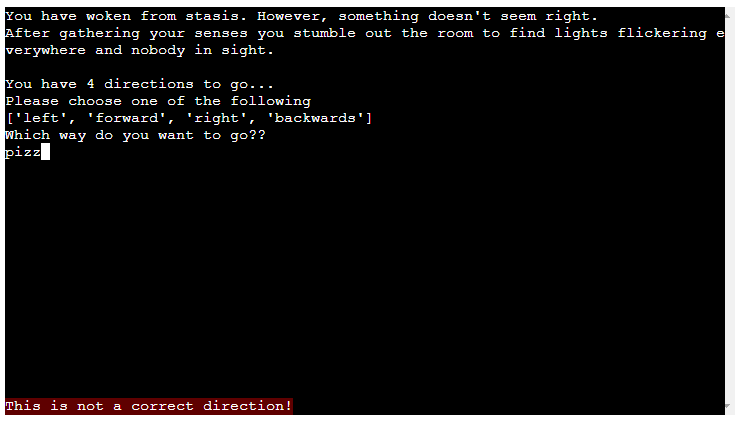 You have woken from stasis. However, something doesn't seem right.
After gathering your senses you stumble out the room to find lights flickering e
verywhere and nobody in sight.
You have 4 directions to go...
Please choose one of the following
['left', 'forward', 'right', 'backwards']
Which way do you want to go??
pizz
This is not a correct direction!